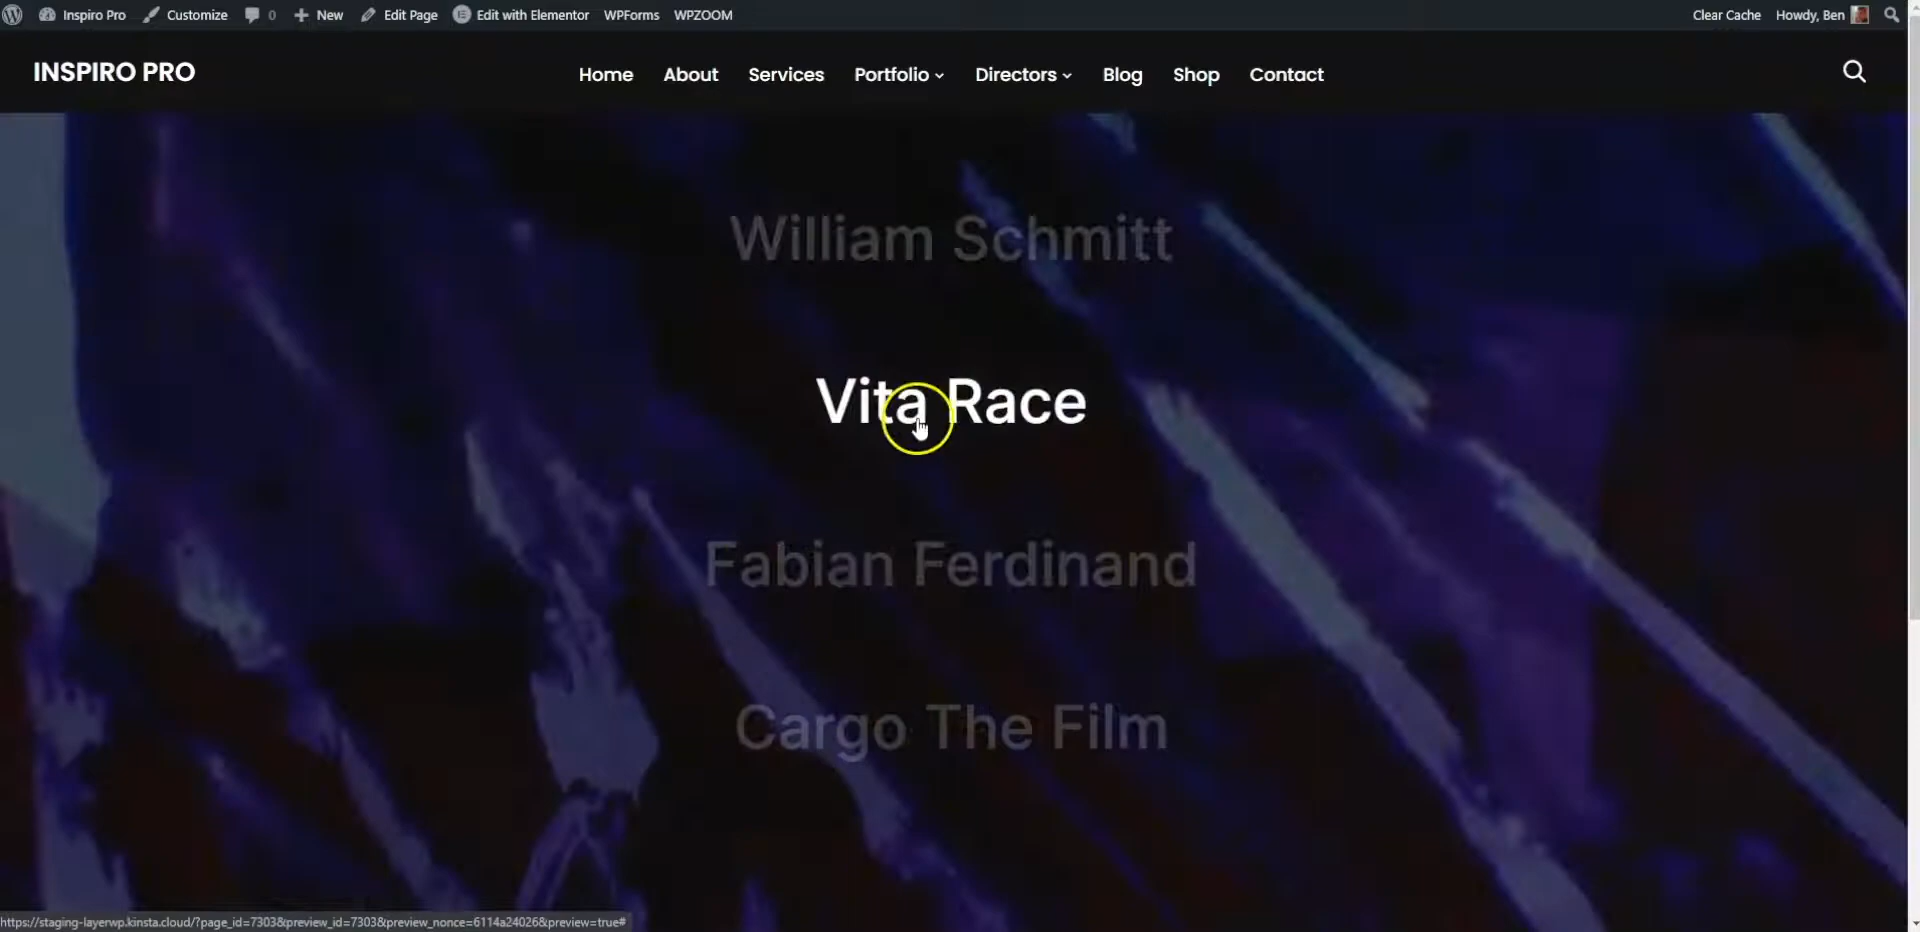 Inspiro Pro Customize 0 New Edit Page Edit with Elementor WPForms WPZOOM Clear Cache Howdy, Ben
INSPIRO PRO Home About Services Portfolio Directors Blog Shop Contact
William Schmitt
Vita Race
Fabian Ferdinand
Cargo The Film
https://staging-layerwp.kinsta.cloud/?page_id=7303&preview_id=7303&preview_nonce=6114a24026&preview=true#